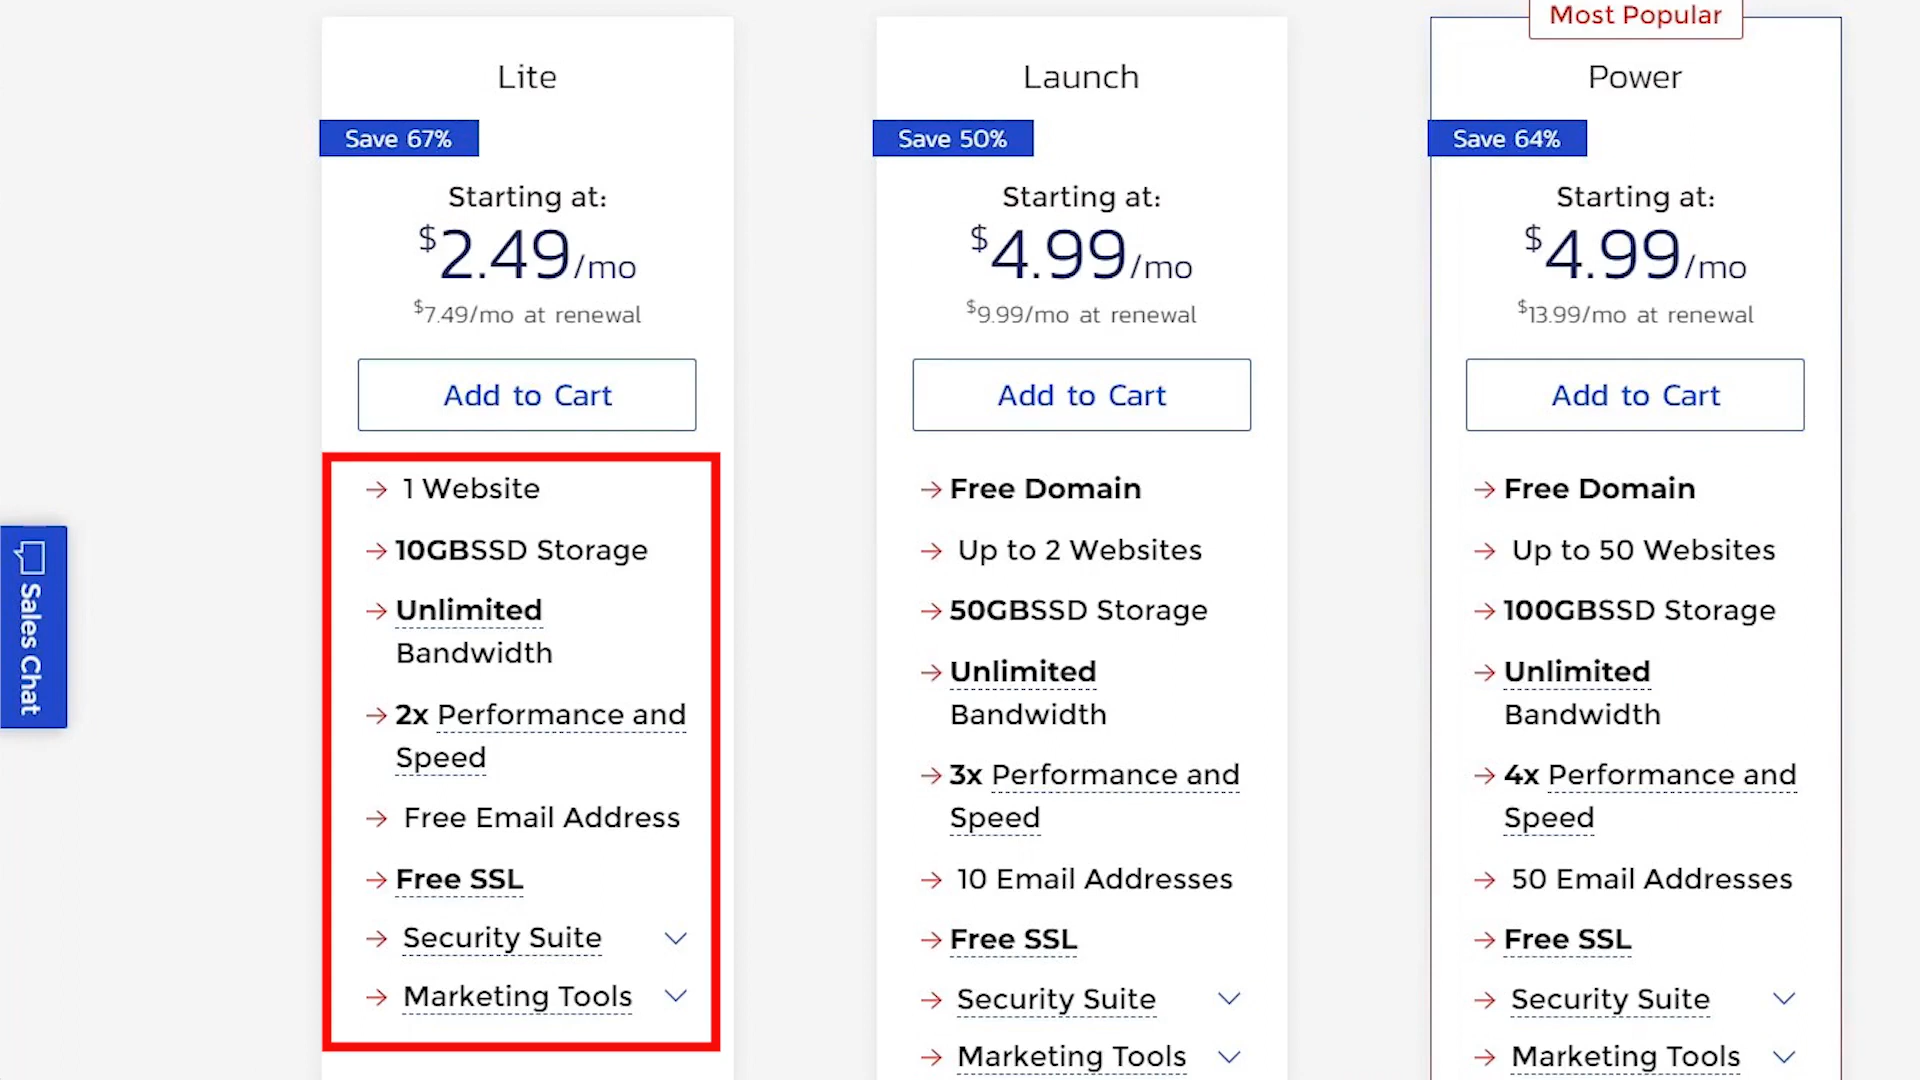 Most Popular
Lite
Save 67%
Starting at:
$2.49/mo
$7.49/mo at renewal
Add to Cart
1 Website
10GBSSD Storage
Unlimited
Bandwidth
2x Performance and
Speed
Free Email Address
Free SSL
Security Suite
Marketing Tools
Launch
Save 50%
Starting at:
$4.99/mo
$9.99/mo at renewal
Add to Cart
Free Domain
Up to 2 Websites
50GBSSD Storage
Unlimited
Bandwidth
3x Performance and
Speed
10 Email Addresses
Free SSL
Security Suite
Marketing Tools
Power
Save 64%
Starting at:
$4.99/mo
$13.99/mo at renewal
Add to Cart
Free Domain
Up to 50 Websites
100GBSSD Storage
Unlimited
Bandwidth
4x Performance and
Speed
50 Email Addresses
Free SSL
Security Suite
Marketing Tools
Sales Chat